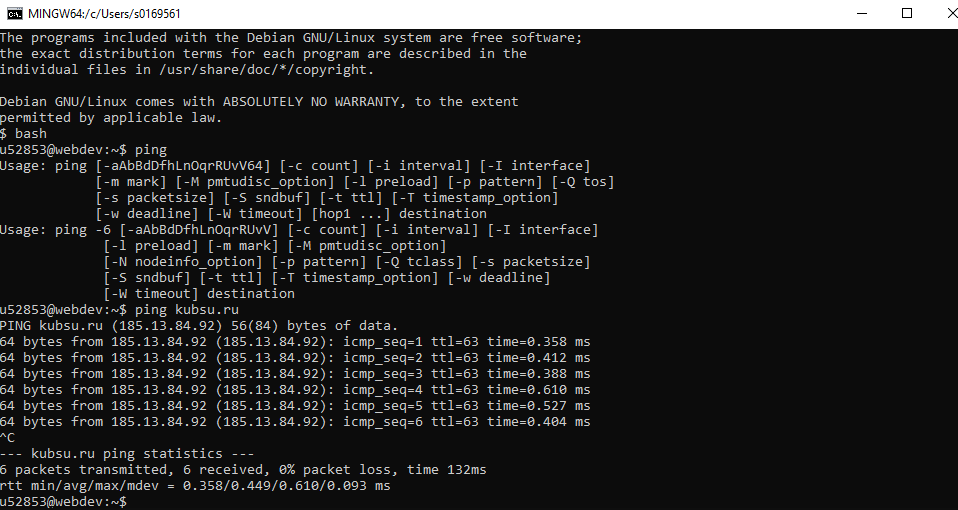 MINGW64:/c/Users/s0169561
The programs included with the Debian GNU/Linux system are free software;
the exact distribution terms for each program are described in the
individual files in /usr/share/doc/*/copyright.
Debian GNU/Linux comes with ABSOLUTELY NO WARRANTY, to the extent
permitted by applicable law.
$ bash
u52853@webdev:~$ ping
Usage: ping [-aAbBdDfhLnOqrRUvV64] [-c count] [-i interval] [-I interface]
            [-m mark] [-M pmtudisc_option] [-l preload] [-p pattern] [-Q tos]
            [-s packetsize] [-S sndbuf] [-t ttl] [-T timestamp_option]
            [-w deadline] [-W timeout] [hop1 ...] destination
Usage: ping -6 [-aAbBdDfhLnOqrRUvV] [-c count] [-i interval] [-I interface]
             [-l preload] [-m mark] [-M pmtudisc_option]
             [-N nodeinfo_option] [-p pattern] [-Q tclass] [-s packetsize]
             [-S sndbuf] [-t ttl] [-T timestamp_option] [-w deadline]
             [-W timeout] destination
u52853@webdev:~$ ping kubsu.ru
PING kubsu.ru (185.13.84.92) 56(84) bytes of data.
64 bytes from 185.13.84.92 (185.13.84.92): icmp_seq=1 ttl=63 time=0.358 ms
64 bytes from 185.13.84.92 (185.13.84.92): icmp_seq=2 ttl=63 time=0.412 ms
64 bytes from 185.13.84.92 (185.13.84.92): icmp_seq=3 ttl=63 time=0.388 ms
64 bytes from 185.13.84.92 (185.13.84.92): icmp_seq=4 ttl=63 time=0.610 ms
64 bytes from 185.13.84.92 (185.13.84.92): icmp_seq=5 ttl=63 time=0.527 ms
64 bytes from 185.13.84.92 (185.13.84.92): icmp_seq=6 ttl=63 time=0.404 ms
^C
--- kubsu.ru ping statistics ---
6 packets transmitted, 6 received, 0% packet loss, time 132ms
rtt min/avg/max/mdev = 0.358/0.449/0.610/0.093 ms
u52853@webdev:~$